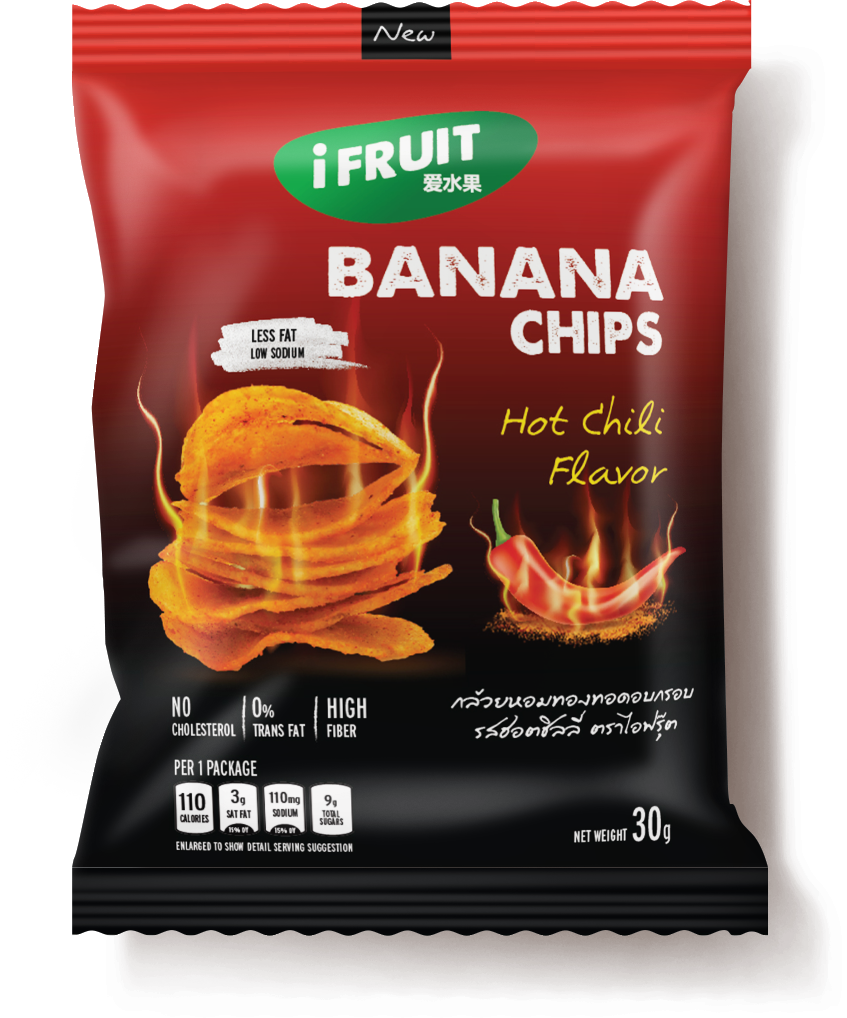 New
iFRUIT
爱水果
BANANA
CHIPS
LESS FAT
LOW SODIUM
Hot Chili
Flavor
NO
CHOLESTEROL
0%
TRANS FAT
HIGH
FIBER
กล้วยหอมทองทอดอบกรอบ
รสฮอตชิลลี่ ตราไอฟรุ๊ต
PER 1 PACKAGE
110
CALORIES
3g
SAT FAT
15% DV
110mg
SODIUM
15% DV
9g
TOTAL
SUGARS
ENLARGED TO SHOW DETAIL SERVING SUGGESTION
NET WEIGHT 30g